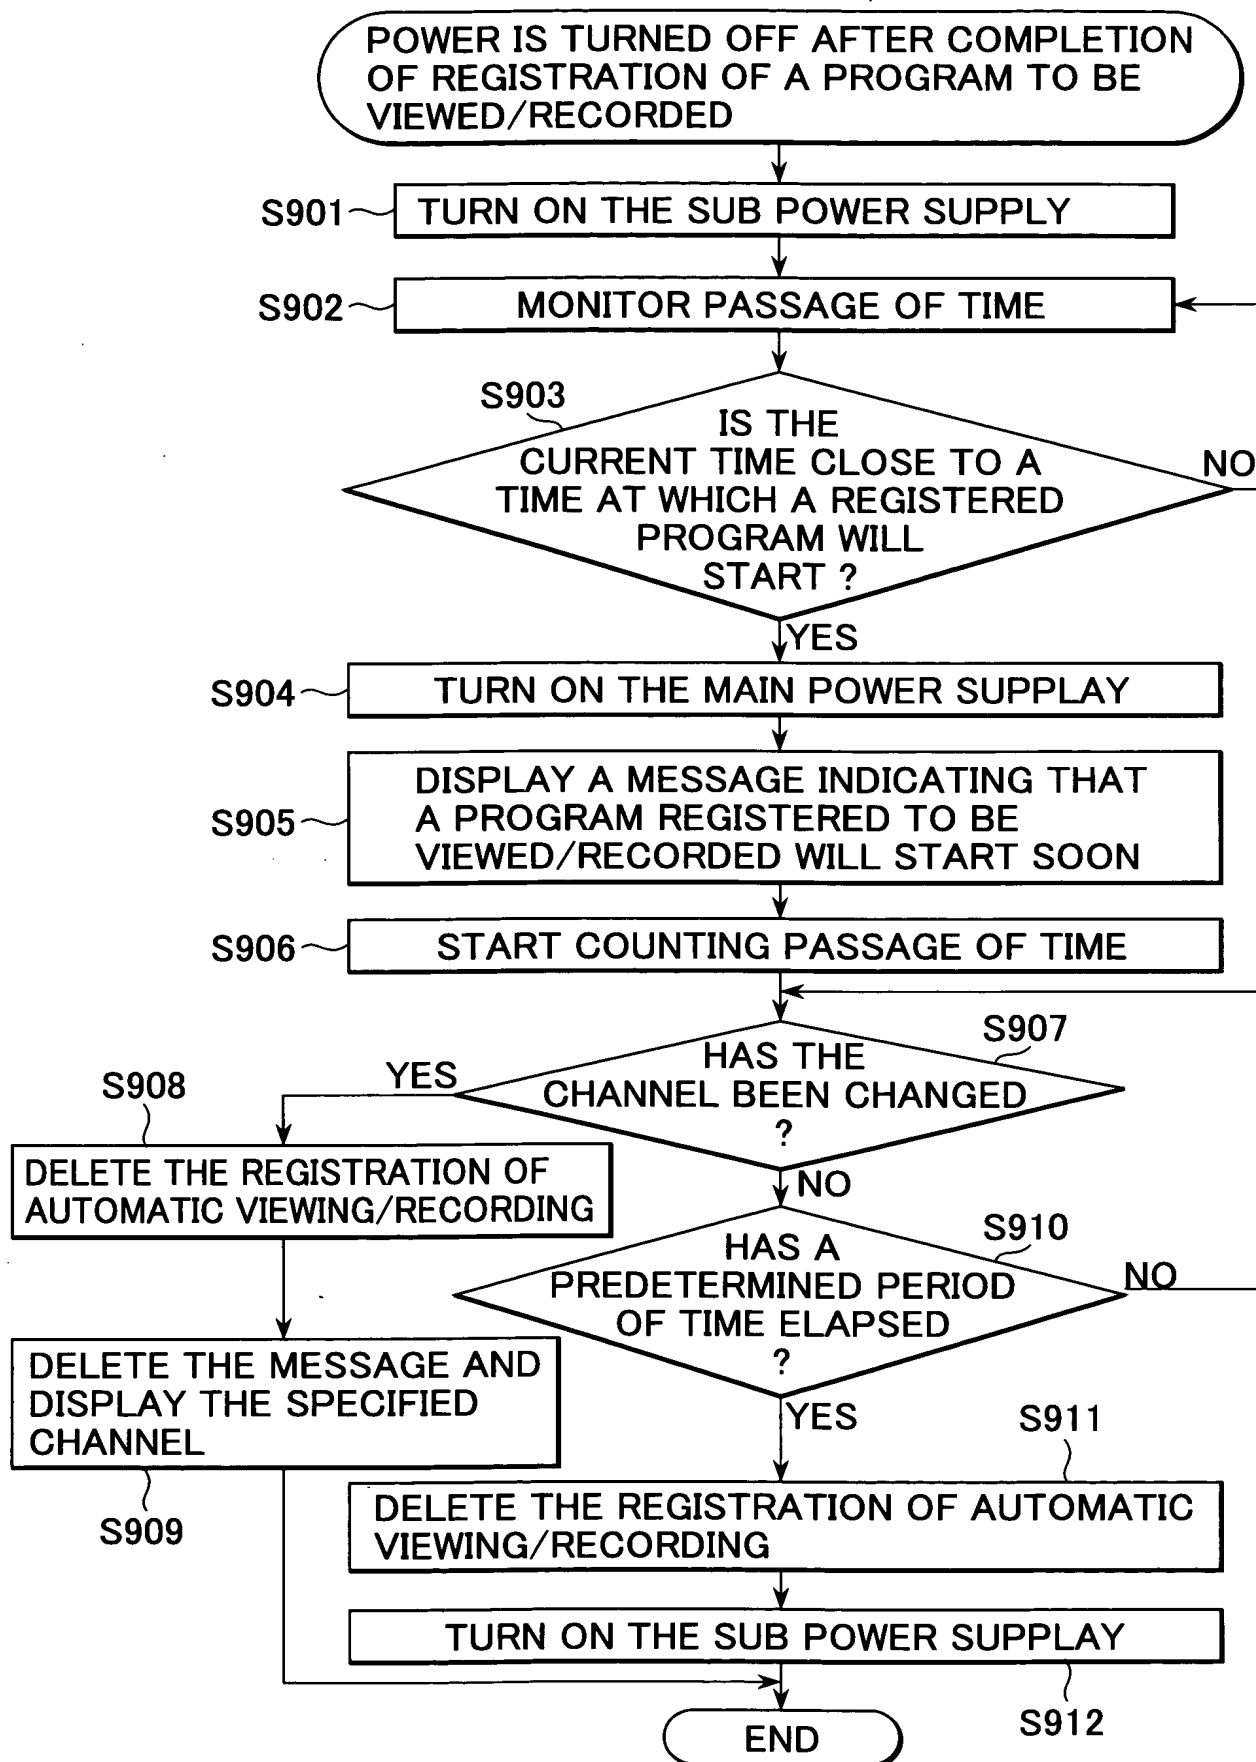 POWER IS TURNED OFF AFTER COMPLETION
OF REGISTRATION OF A PROGRAM TO BE
VIEWED/RECORDED
S901
TURN ON THE SUB POWER SUPPLY
S902
MONITOR PASSAGE OF TIME
S903
IS THE
CURRENT TIME CLOSE TO A
TIME AT WHICH A REGISTERED
PROGRAM WILL
START ?
NO
YES
S904
TURN ON THE MAIN POWER SUPPLAY
S905
DISPLAY A MESSAGE INDICATING THAT
A PROGRAM REGISTERED TO BE
VIEWED/RECORDED WILL START SOON
S906
START COUNTING PASSAGE OF TIME
S907
HAS THE
CHANNEL BEEN CHANGED
?
YES
NO
S908
DELETE THE REGISTRATION OF
AUTOMATIC VIEWING/RECORDING
S910
HAS A
PREDETERMINED PERIOD
OF TIME ELAPSED
?
NO
YES
DELETE THE MESSAGE AND
DISPLAY THE SPECIFIED
CHANNEL
S909
S911
DELETE THE REGISTRATION OF AUTOMATIC
VIEWING/RECORDING
TURN ON THE SUB POWER SUPPLAY
S912
END